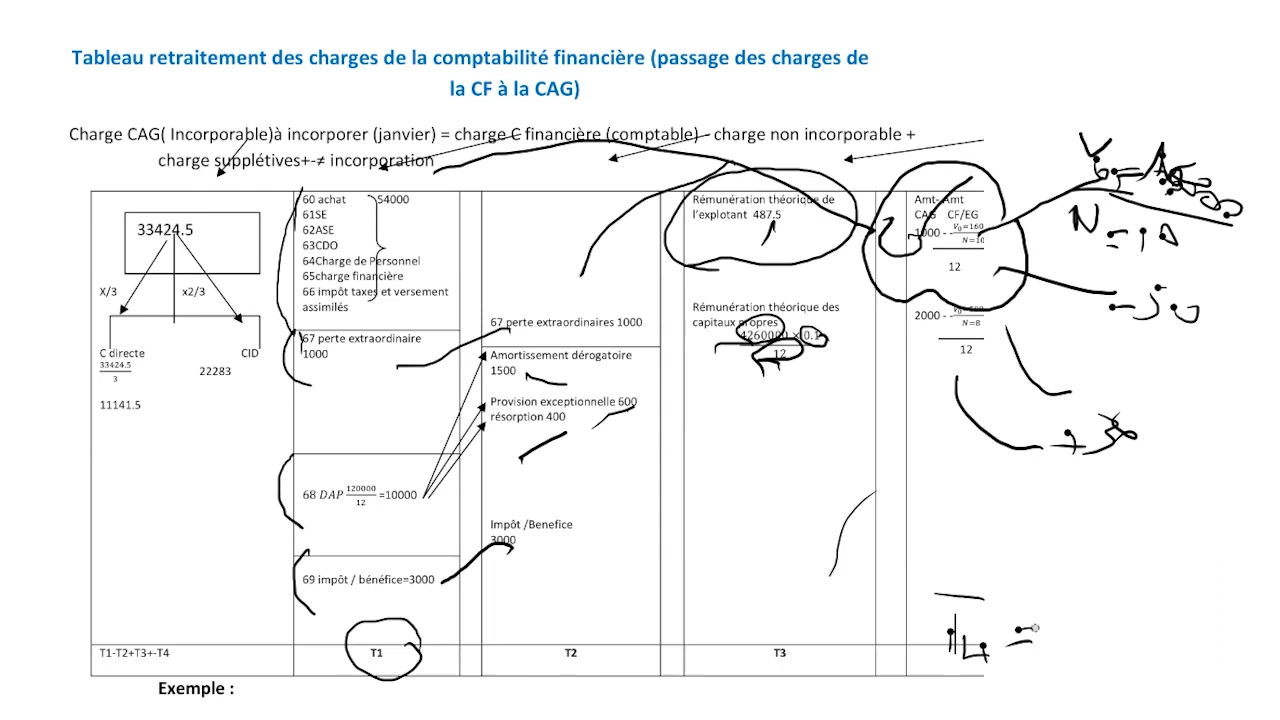 Tableau retraitement des charges de la comptabilité financière (passage des charges de
la CF à la CAG)
Charge CAG( Incorporable)à incorporer (janvier) = charge C financière (comptable) - charge non incorporable +
charge supplétives+-≠ incorporation
33424.5
X/3
x2/3
C directe
CID
33424.5
3
22283
11141.5
60 achat
54000
61SE
62ASE
63CDO
64Charge de Personnel
65charge financière
66 impôt taxes et versement
assimilés
67 perte extraordinaire
1000
68 DAP 120000/12 =10000
69 impôt / bénéfice=3000
67 perte extraordinaires 1000
Amortissement dérogatoire
1500
Provision exceptionnelle 600
résorption 400
Impôt /Benefice
3000
Rémunération théorique de
l'explotant 487.5
Rémunération théorique des
capitaux propres
12
Amt- Amt
CAG CF/EG
1000 - V₀=160
N=10
12
2000 -
N=8
12
N = 10
T1-T2+T3+-T4
T1
T2
T3
Exemple :